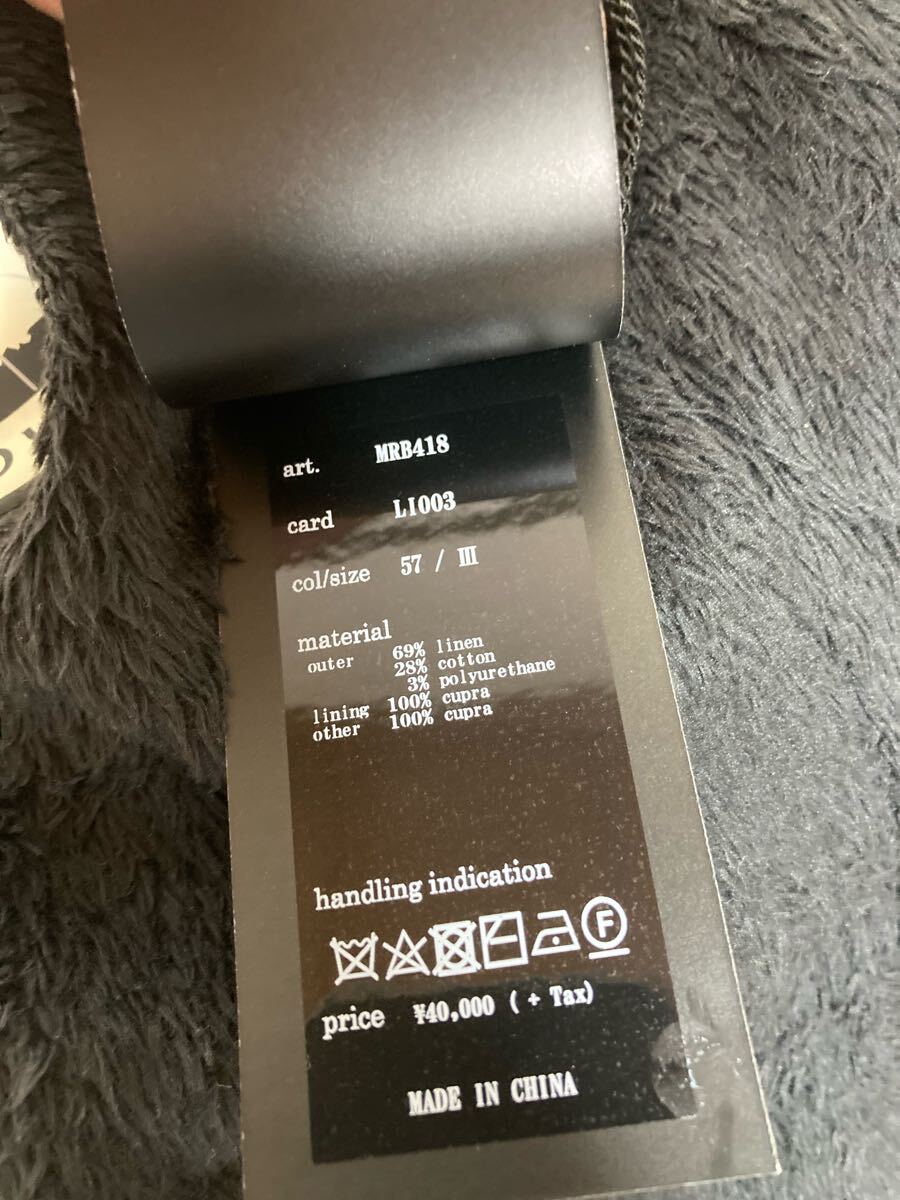 art. MRB418
card LI003
col/size 57 / III
material
outer 69% linen
28% cotton
3% polyurethane
lining 100% cupra
other 100% cupra
handling indication
F
price ¥40,000 ( + Tax)
MADE IN CHINA